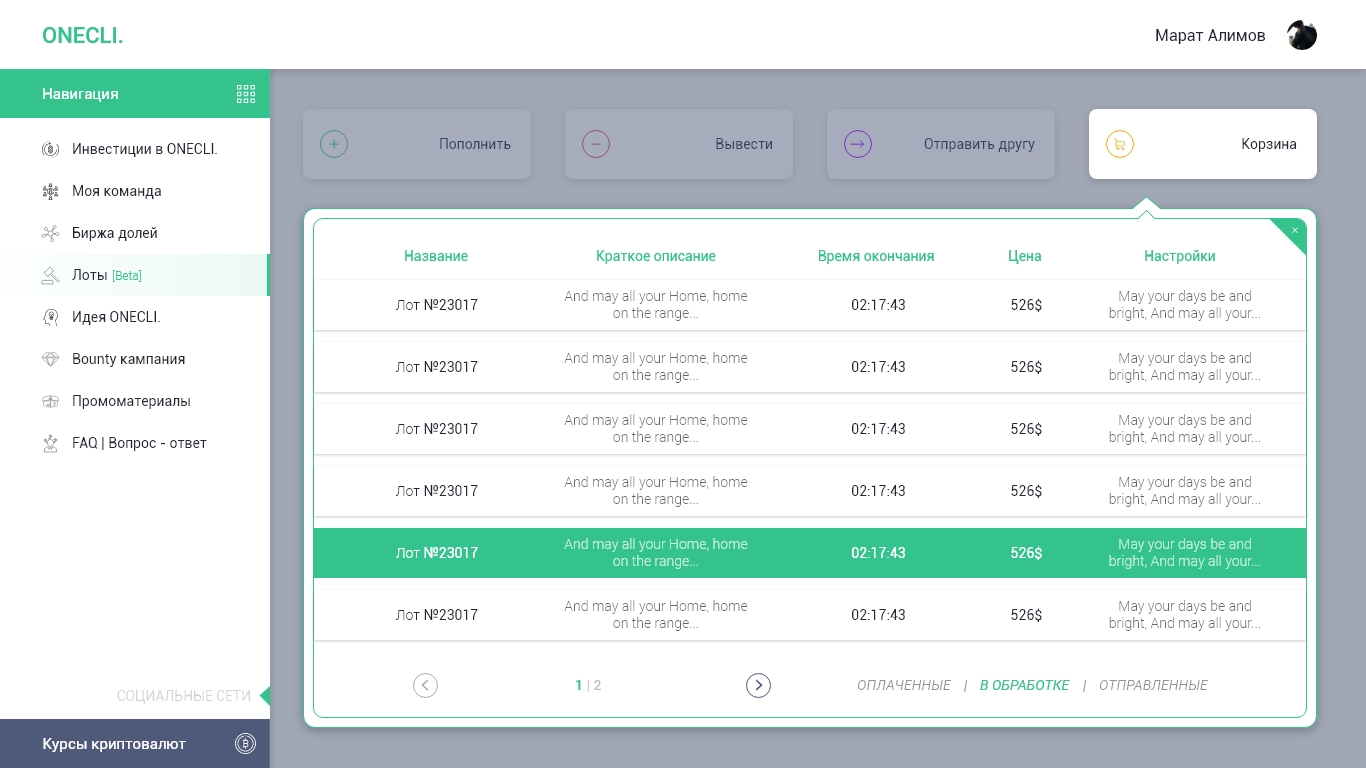 ONECLI.
Марат Алимов
Навигация
Инвестиции в ONECLI.
Моя команда
Биржа долей
Лоты [Beta]
Идея ONECLI.
Bounty кампания
Промоматериалы
FAQ | Вопрос - ответ
СОЦИАЛЬНЫЕ СЕТИ
Курсы криптовалют
Пополнить
Вывести
Отправить другу
Корзина
Название Краткое описание Время окончания Цена Настройки
Лот №23017 And may all your Home, home 02:17:43 526$ May your days be and
on the range... bright, And may all your...
Лот №23017 And may all your Home, home 02:17:43 526$ May your days be and
on the range... bright, And may all your...
Лот №23017 And may all your Home, home 02:17:43 526$ May your days be and
on the range... bright, And may all your...
Лот №23017 And may all your Home, home 02:17:43 526$ May your days be and
on the range... bright, And may all your...
Лот №23017 And may all your Home, home 02:17:43 526$ May your days be and
on the range... bright, And may all your...
Лот №23017 And may all your Home, home 02:17:43 526$ May your days be and
on the range... bright, And may all your...
1 | 2
ОПЛАЧЕННЫЕ | В ОБРАБОТКЕ | ОТПРАВЛЕННЫЕ